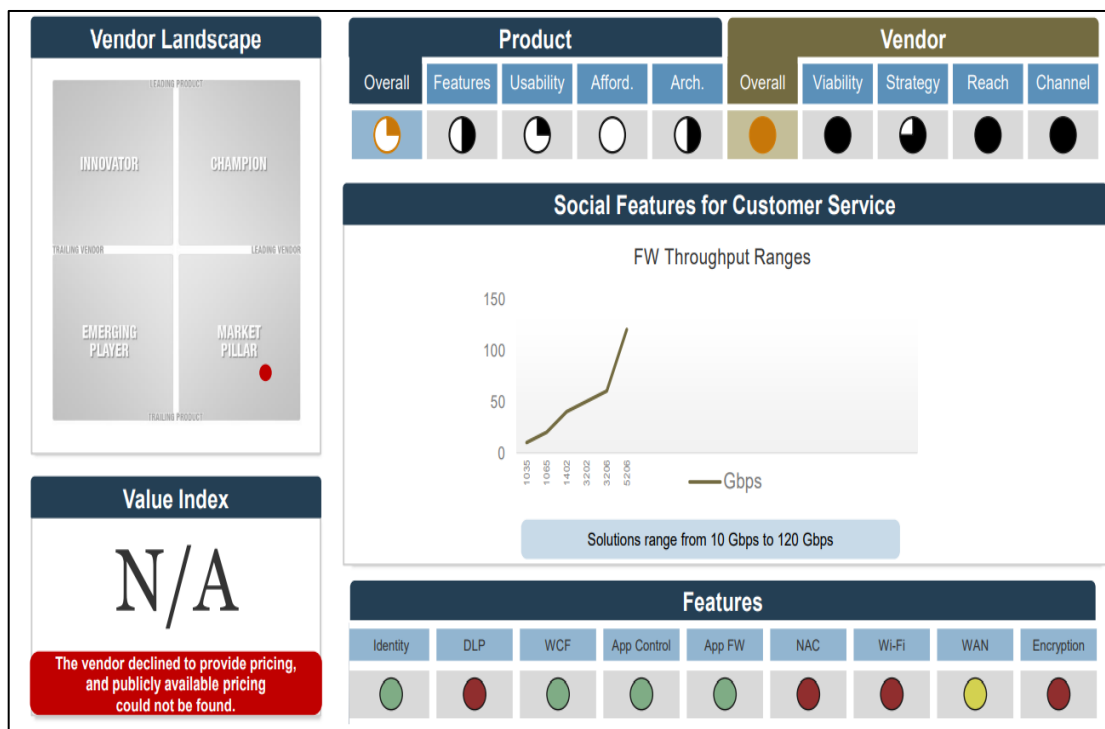 Vendor Landscape
LEADING PRODUCT
INNOVATOR
CHAMPION
TRAILING VENDOR
LEADING VENDOR
EMERGING
PLAYER
MARKET
PILLAR
TRAILING PRODUCT
Value Index
N/A
The vendor declined to provide pricing,
and publicly available pricing
could not be found.
Product
Vendor
Overall
Features
Usability
Afford.
Arch.
Overall
Viability
Strategy
Reach
Channel
Social Features for Customer Service
FW Throughput Ranges
150
100
50
0
1035
1065
1402
3202
3206
5206
Gbps
Solutions range from 10 Gbps to 120 Gbps
Features
Identity
DLP
WCF
App Control
App FW
NAC
Wi-Fi
WAN
Encryption